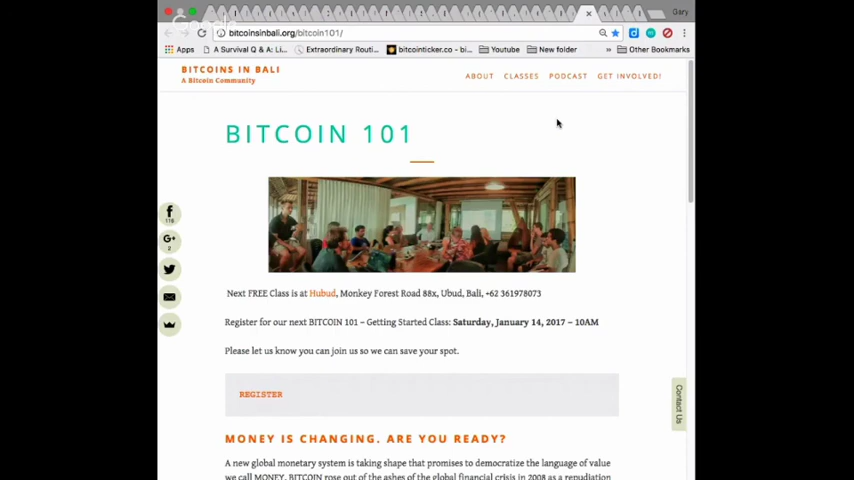 Gary
bitcoinsinbali.org/bitcoin101/
Apps A Survival Q & A: Li... Extraordinary Routi... bitcointicker.co - bi... Youtube New folder » Other Bookmarks
BITCOINS IN BALI
A Bitcoin Community
ABOUT CLASSES PODCAST GET INVOLVED!
BITCOIN 101
116
2
Next FREE Class is at Hubud, Monkey Forest Road 88x, Ubud, Bali, +62 361978073
Register for our next BITCOIN 101 – Getting Started Class: Saturday, January 14, 2017 – 10AM
Please let us know you can join us so we can save your spot.
REGISTER
Contact Us
MONEY IS CHANGING. ARE YOU READY?
A new global monetary system is taking shape that promises to democratize the language of value
we call MONEY. BITCOIN rose out of the ashes of the global financial crisis in 2008 as a repudiation